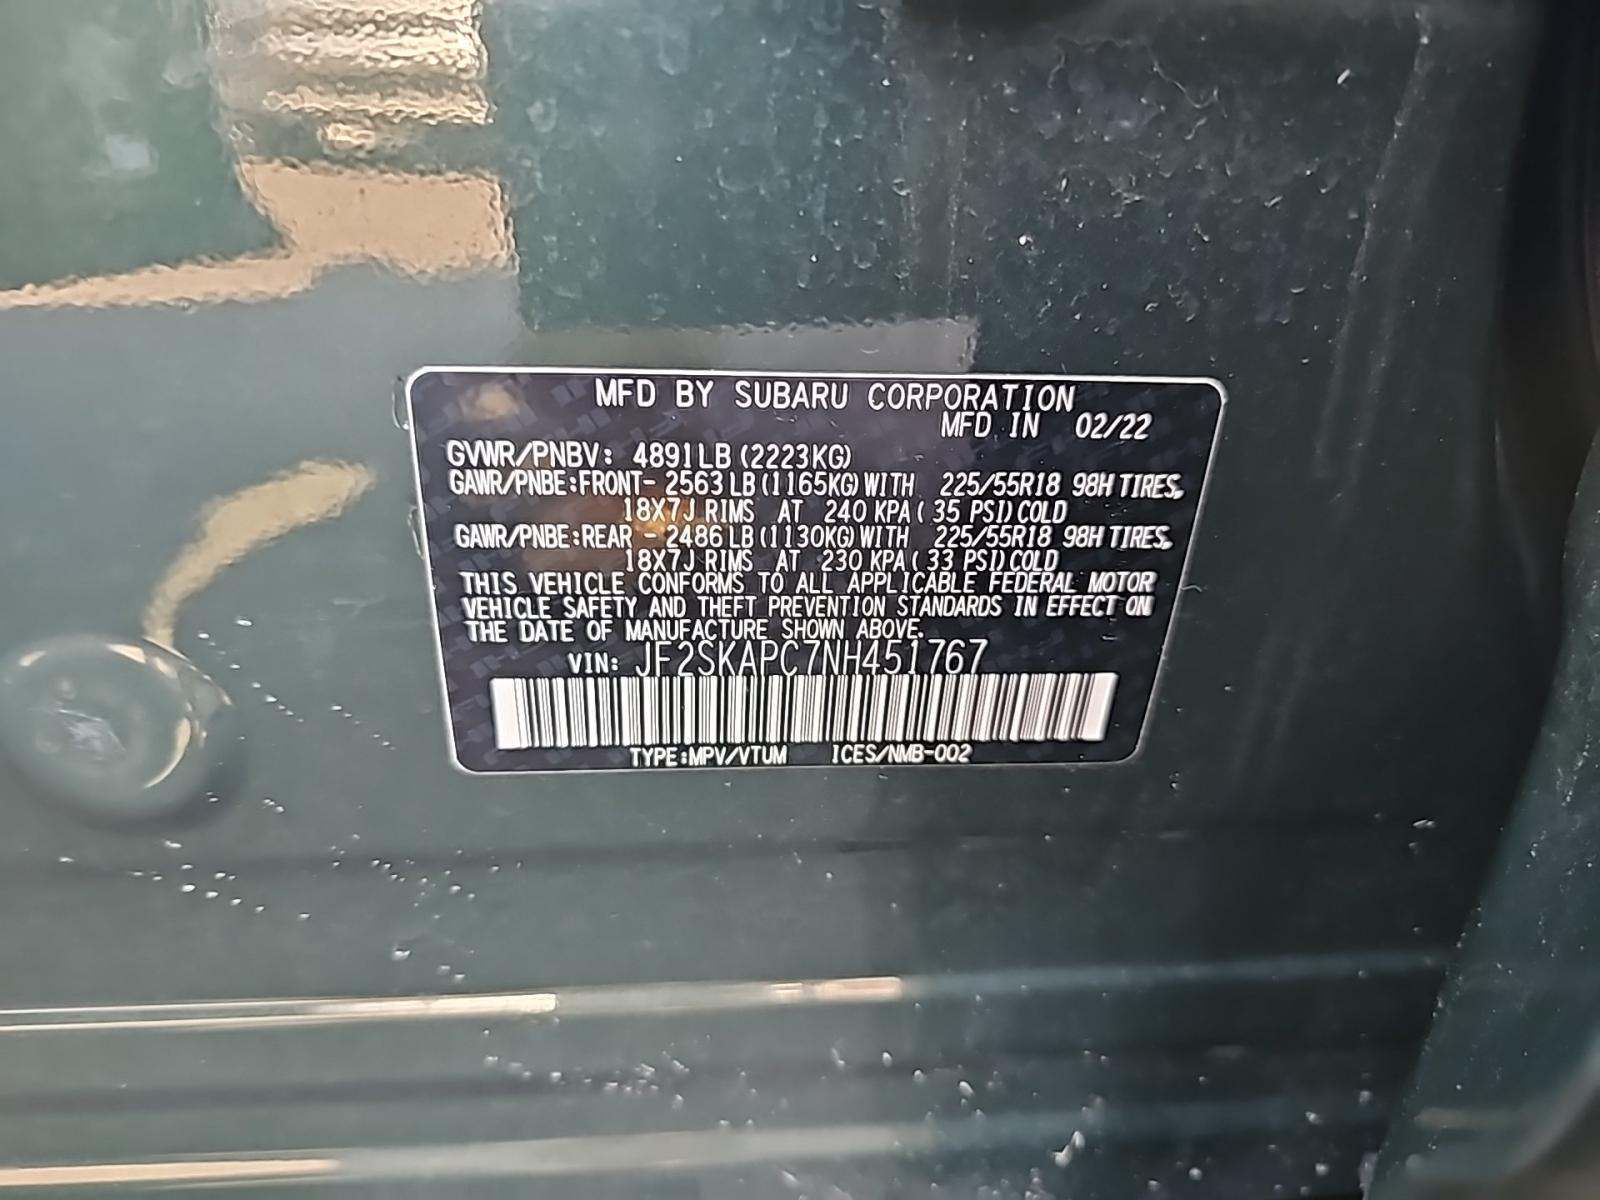 MFD BY SUBARU CORPORATION
MFD IN 02/22
GVWR/PNBV: 4891LB (2223KG)
GAWR/PNBE:FRONT- 2563LB(1165KG)WITH 225/55R18 98H TIRES,
18X7J RIMS AT 240 KPA( 35 PSI)COLD
GAWR/PNBE:REAR - 2486LB(1130KG)WITH 225/55R18 98H TIRES,
18X7J RIMS AT 230 KPA( 33 PSI)COLD
THIS VEHICLE CONFORMS TO ALL APPLICABLE FEDERAL MOTOR
VEHICLE SAFETY AND THEFT PREVENTION STANDARDS IN EFFECT ON
THE DATE OF MANUFACTURE SHOWN ABOVE.
VIN: JF2SKAPC7NH451767
TYPE:MPV/VTUM ICES/NMB-002